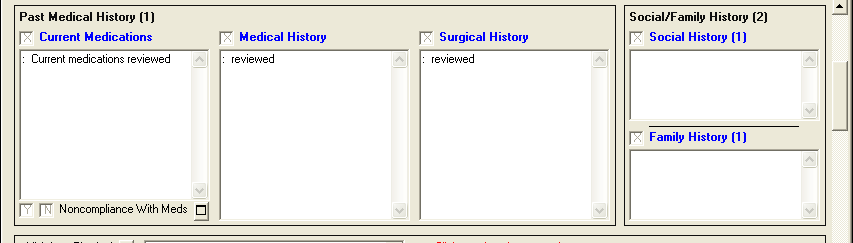 Past Medical History (1)
Social/Family History (2)
X Current Medications
X Medical History
X Surgical History
X Social History (1)
: Current medications reviewed
: reviewed
: reviewed
X Family History (1)
Y N Noncompliance With Meds